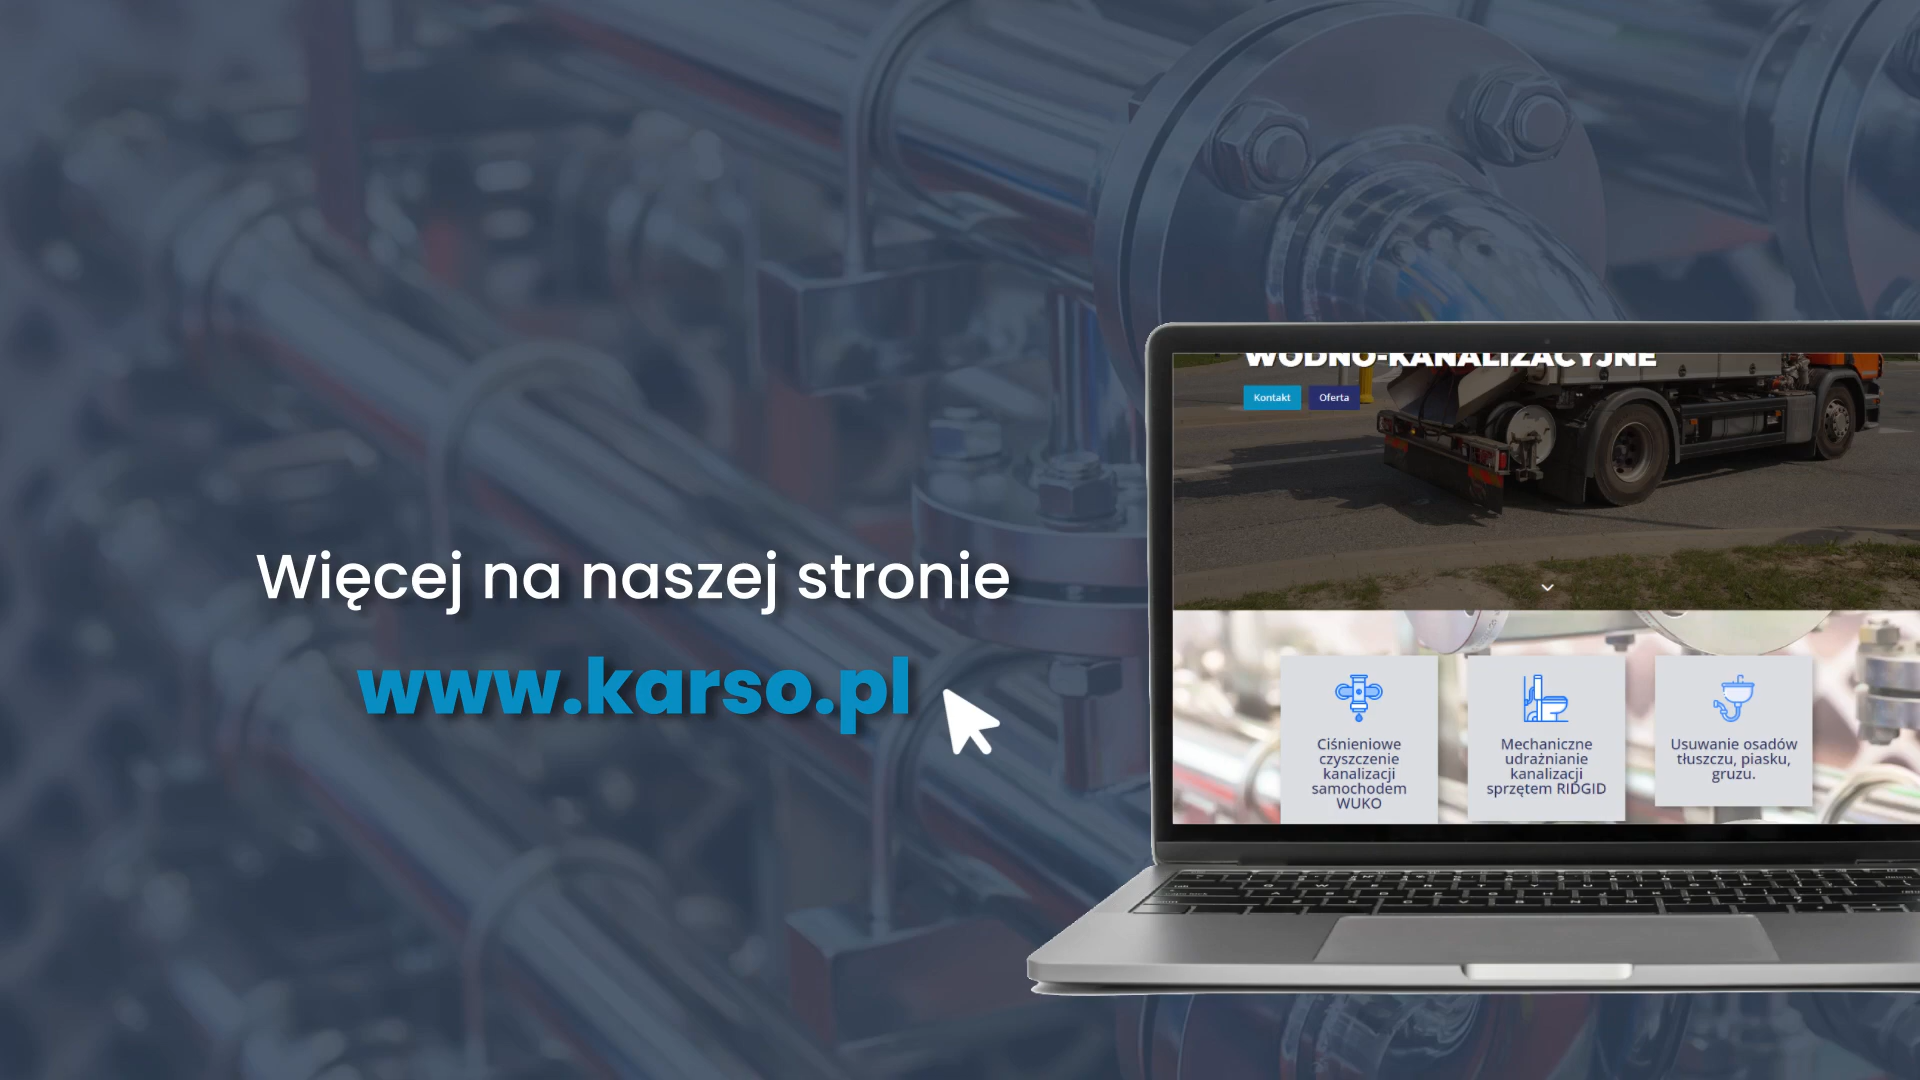 Więcej na naszej stronie
www.karso.pl
WODNO-KANALIZACYJNE
Kontakt
Oferta
Ciśnieniowe
czyszczenie
kanalizacji
samochodem
WUKO
Mechaniczne
udrażnianie
kanalizacji
sprzętem RIDGID
Usuwanie osadów
tłuszczu, piasku,
gruzu.